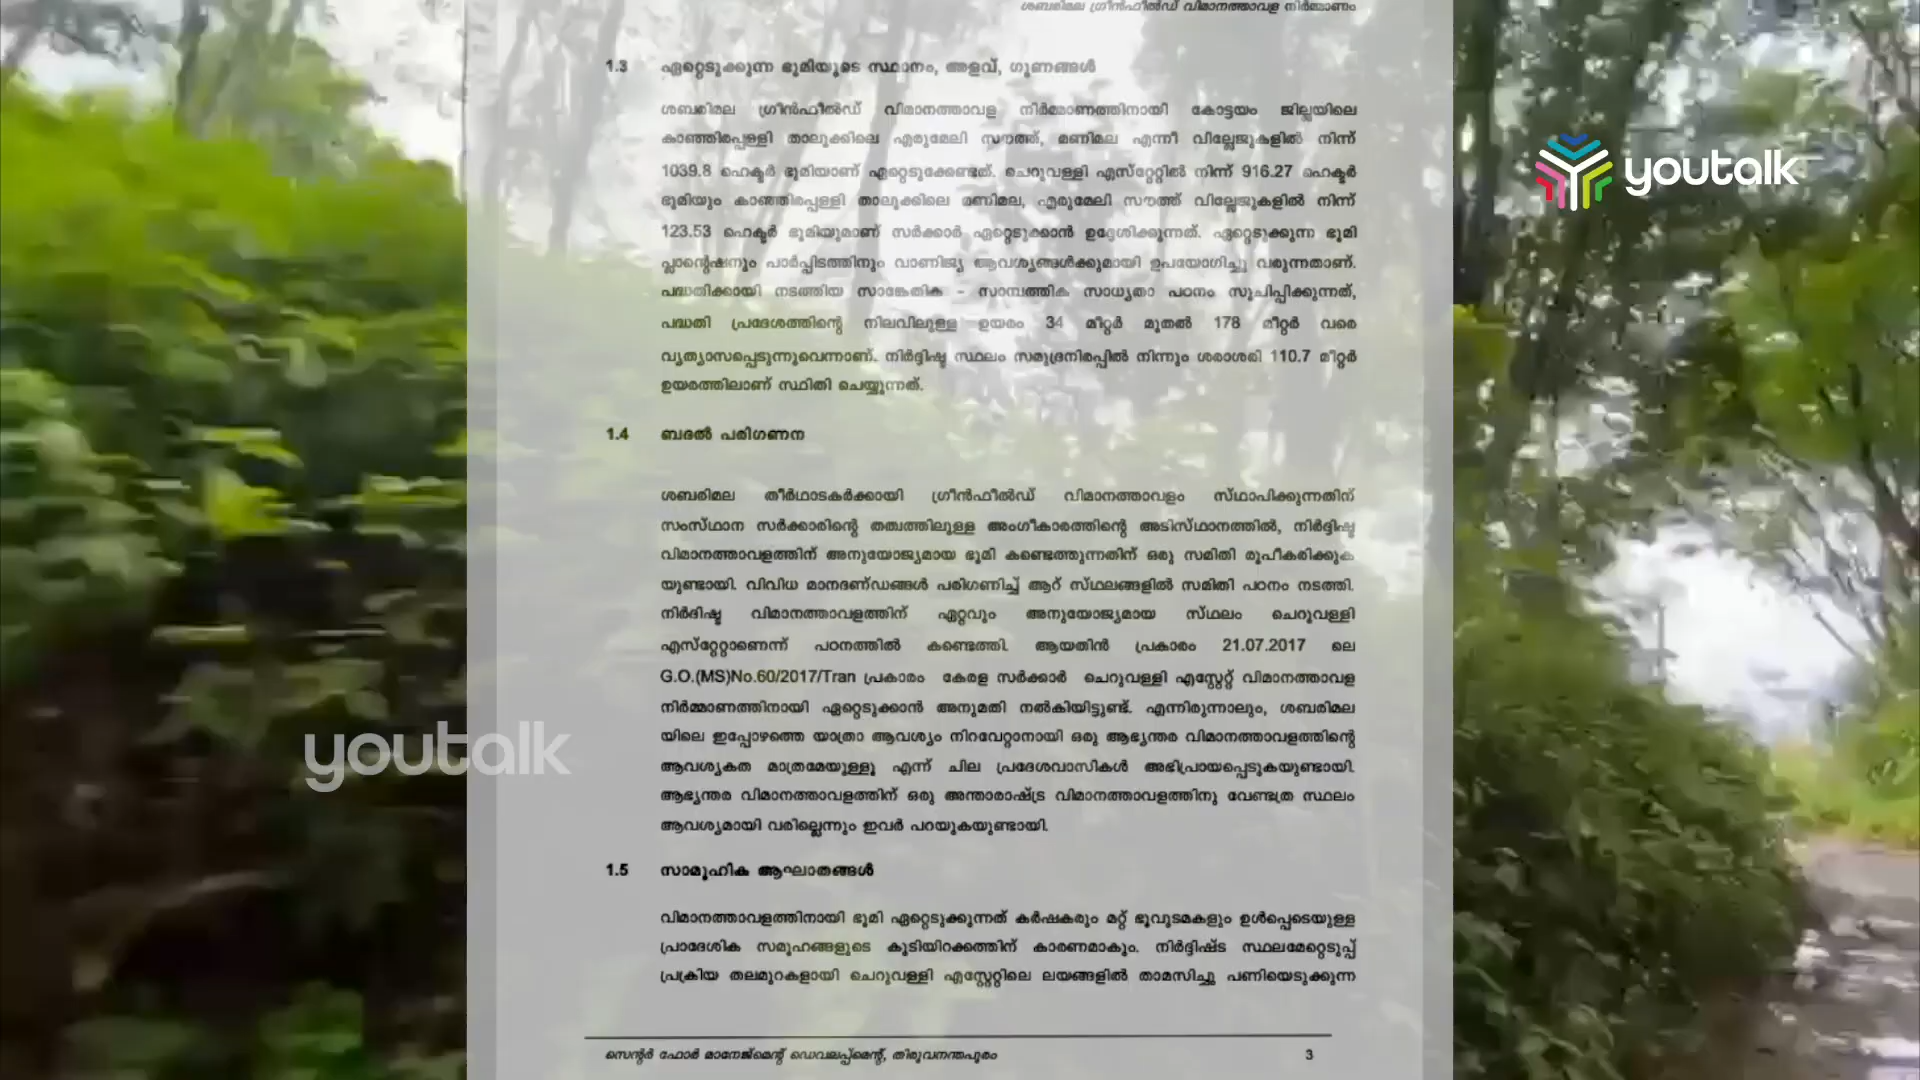 ശബരിമല ഗ്രീൻഫീൽഡ് വിമാനത്താവള നിർമ്മാണം
1.3 ഏറ്റെടുക്കുന്ന ഭൂമിയുടെ സ്ഥാനം, അളവ്, ഗുണങ്ങൾ
ശബരിമല ഗ്രീൻഫീൽഡ് വിമാനത്താവള നിർമ്മാണത്തിനായി കോട്ടയം ജില്ലയിലെ
കാഞ്ഞിരപ്പള്ളി താലൂക്കിലെ എരുമേലി സൗത്ത്, മണിമല എന്നീ വില്ലേജുകളിൽ നിന്ന്
1039.8 ഹെക്ടർ ഭൂമിയാണ് ഏറ്റെടുക്കേണ്ടത്. ചെറുവള്ളി എസ്റ്റേറ്റിൽ നിന്ന് 916.27 ഹെക്ടർ
ഭൂമിയും കാഞ്ഞിരപ്പള്ളി താലൂക്കിലെ മണിമല, എരുമേലി സൗത്ത് വില്ലേജുകളിൽ നിന്ന്
123.53 ഹെക്ടർ ഭൂമിയുമാണ് സർക്കാർ ഏറ്റെടുക്കാൻ ഉദ്ദേശിക്കുന്നത്. ഏറ്റെടുക്കുന്ന ഭൂമി
പ്ലാന്റെഷനും പാർപ്പിടത്തിനും വാണിജ്യ ആവശ്യങ്ങൾക്കുമായി ഉപയോഗിച്ചു വരുന്നതാണ്.
പദ്ധതിക്കായി നടത്തിയ സാങ്കേതിക - സാമ്പത്തിക സാധ്യതാ പഠനം സൂചിപ്പിക്കുന്നത്,
പദ്ധതി പ്രദേശത്തിന്റെ നിലവിലുള്ള ഉയരം 34 മീറ്റർ മുതൽ 178 മീറ്റർ വരെ
വ്യത്യാസപ്പെടുന്നുവെന്നാണ്. നിർദ്ദിഷ്ട സ്ഥലം സമുദ്രനിരപ്പിൽ നിന്നും ശരാശരി 110.7 മീറ്റർ
ഉയരത്തിലാണ് സ്ഥിതി ചെയ്യുന്നത്.
1.4 ബദൽ പരിഗണന
ശബരിമല തീർഥാടകർക്കായി ഗ്രീൻഫീൽഡ് വിമാനത്താവളം സ്ഥാപിക്കുന്നതിന്
സംസ്ഥാന സർക്കാരിന്റെ തത്വത്തിലുള്ള അംഗീകാരത്തിന്റെ അടിസ്ഥാനത്തിൽ, നിർദ്ദിഷ്ട
വിമാനത്താവളത്തിന് അനുയോജ്യമായ ഭൂമി കണ്ടെത്തുന്നതിന് ഒരു സമിതി രൂപീകരിക്കുക
യുണ്ടായി. വിവിധ മാനദണ്ഡങ്ങൾ പരിഗണിച്ച് ആറ് സ്ഥലങ്ങളിൽ സമിതി പഠനം നടത്തി.
നിർദിഷ്ട വിമാനത്താവളത്തിന് ഏറ്റവും അനുയോജ്യമായ സ്ഥലം ചെറുവള്ളി
എസ്റ്റേറ്റാണെന്ന് പഠനത്തിൽ കണ്ടെത്തി. ആയതിൻ പ്രകാരം 21.07.2017 ലെ
G.O.(MS)No.60/2017/Tran പ്രകാരം കേരള സർക്കാർ ചെറുവള്ളി എസ്റ്റേറ്റ് വിമാനത്താവള
നിർമ്മാണത്തിനായി ഏറ്റെടുക്കാൻ അനുമതി നൽകിയിട്ടുണ്ട്. എന്നിരുന്നാലും, ശബരിമല
യിലെ ഇപ്പോഴത്തെ യാത്രാ ആവശ്യം നിറവേറ്റാനായി ഒരു ആഭ്യന്തര വിമാനത്താവളത്തിന്റെ
ആവശ്യകത മാത്രമേയുള്ളൂ എന്ന് ചില പ്രദേശവാസികൾ അഭിപ്രായപ്പെടുകയുണ്ടായി.
ആഭ്യന്തര വിമാനത്താവളത്തിന് ഒരു അന്താരാഷ്ട്ര വിമാനത്താവളത്തിനു വേണ്ടത്ര സ്ഥലം
ആവശ്യമായി വരില്ലെന്നും ഇവർ പറയുകയുണ്ടായി.
1.5 സാമൂഹിക ആഘാതങ്ങൾ
വിമാനത്താവളത്തിനായി ഭൂമി ഏറ്റെടുക്കുന്നത് കർഷകരും മറ്റ് ഭൂവുടമകളും ഉൾപ്പെടെയുള്ള
പ്രാദേശിക സമൂഹങ്ങളുടെ കുടിയിറക്കത്തിന് കാരണമാകും. നിർദ്ദിഷ്ട സ്ഥലമേറ്റെടുപ്പ്
പ്രക്രിയ തലമുറകളായി ചെറുവള്ളി എസ്റ്റേറ്റിലെ ലയങ്ങളിൽ താമസിച്ചു പണിയെടുക്കുന്ന
സെന്റർ ഫോർ മാനേജ്മെന്റ് ഡെവലപ്പ്മെന്റ്, തിരുവനന്തപുരം 3
youtalk
youtalk